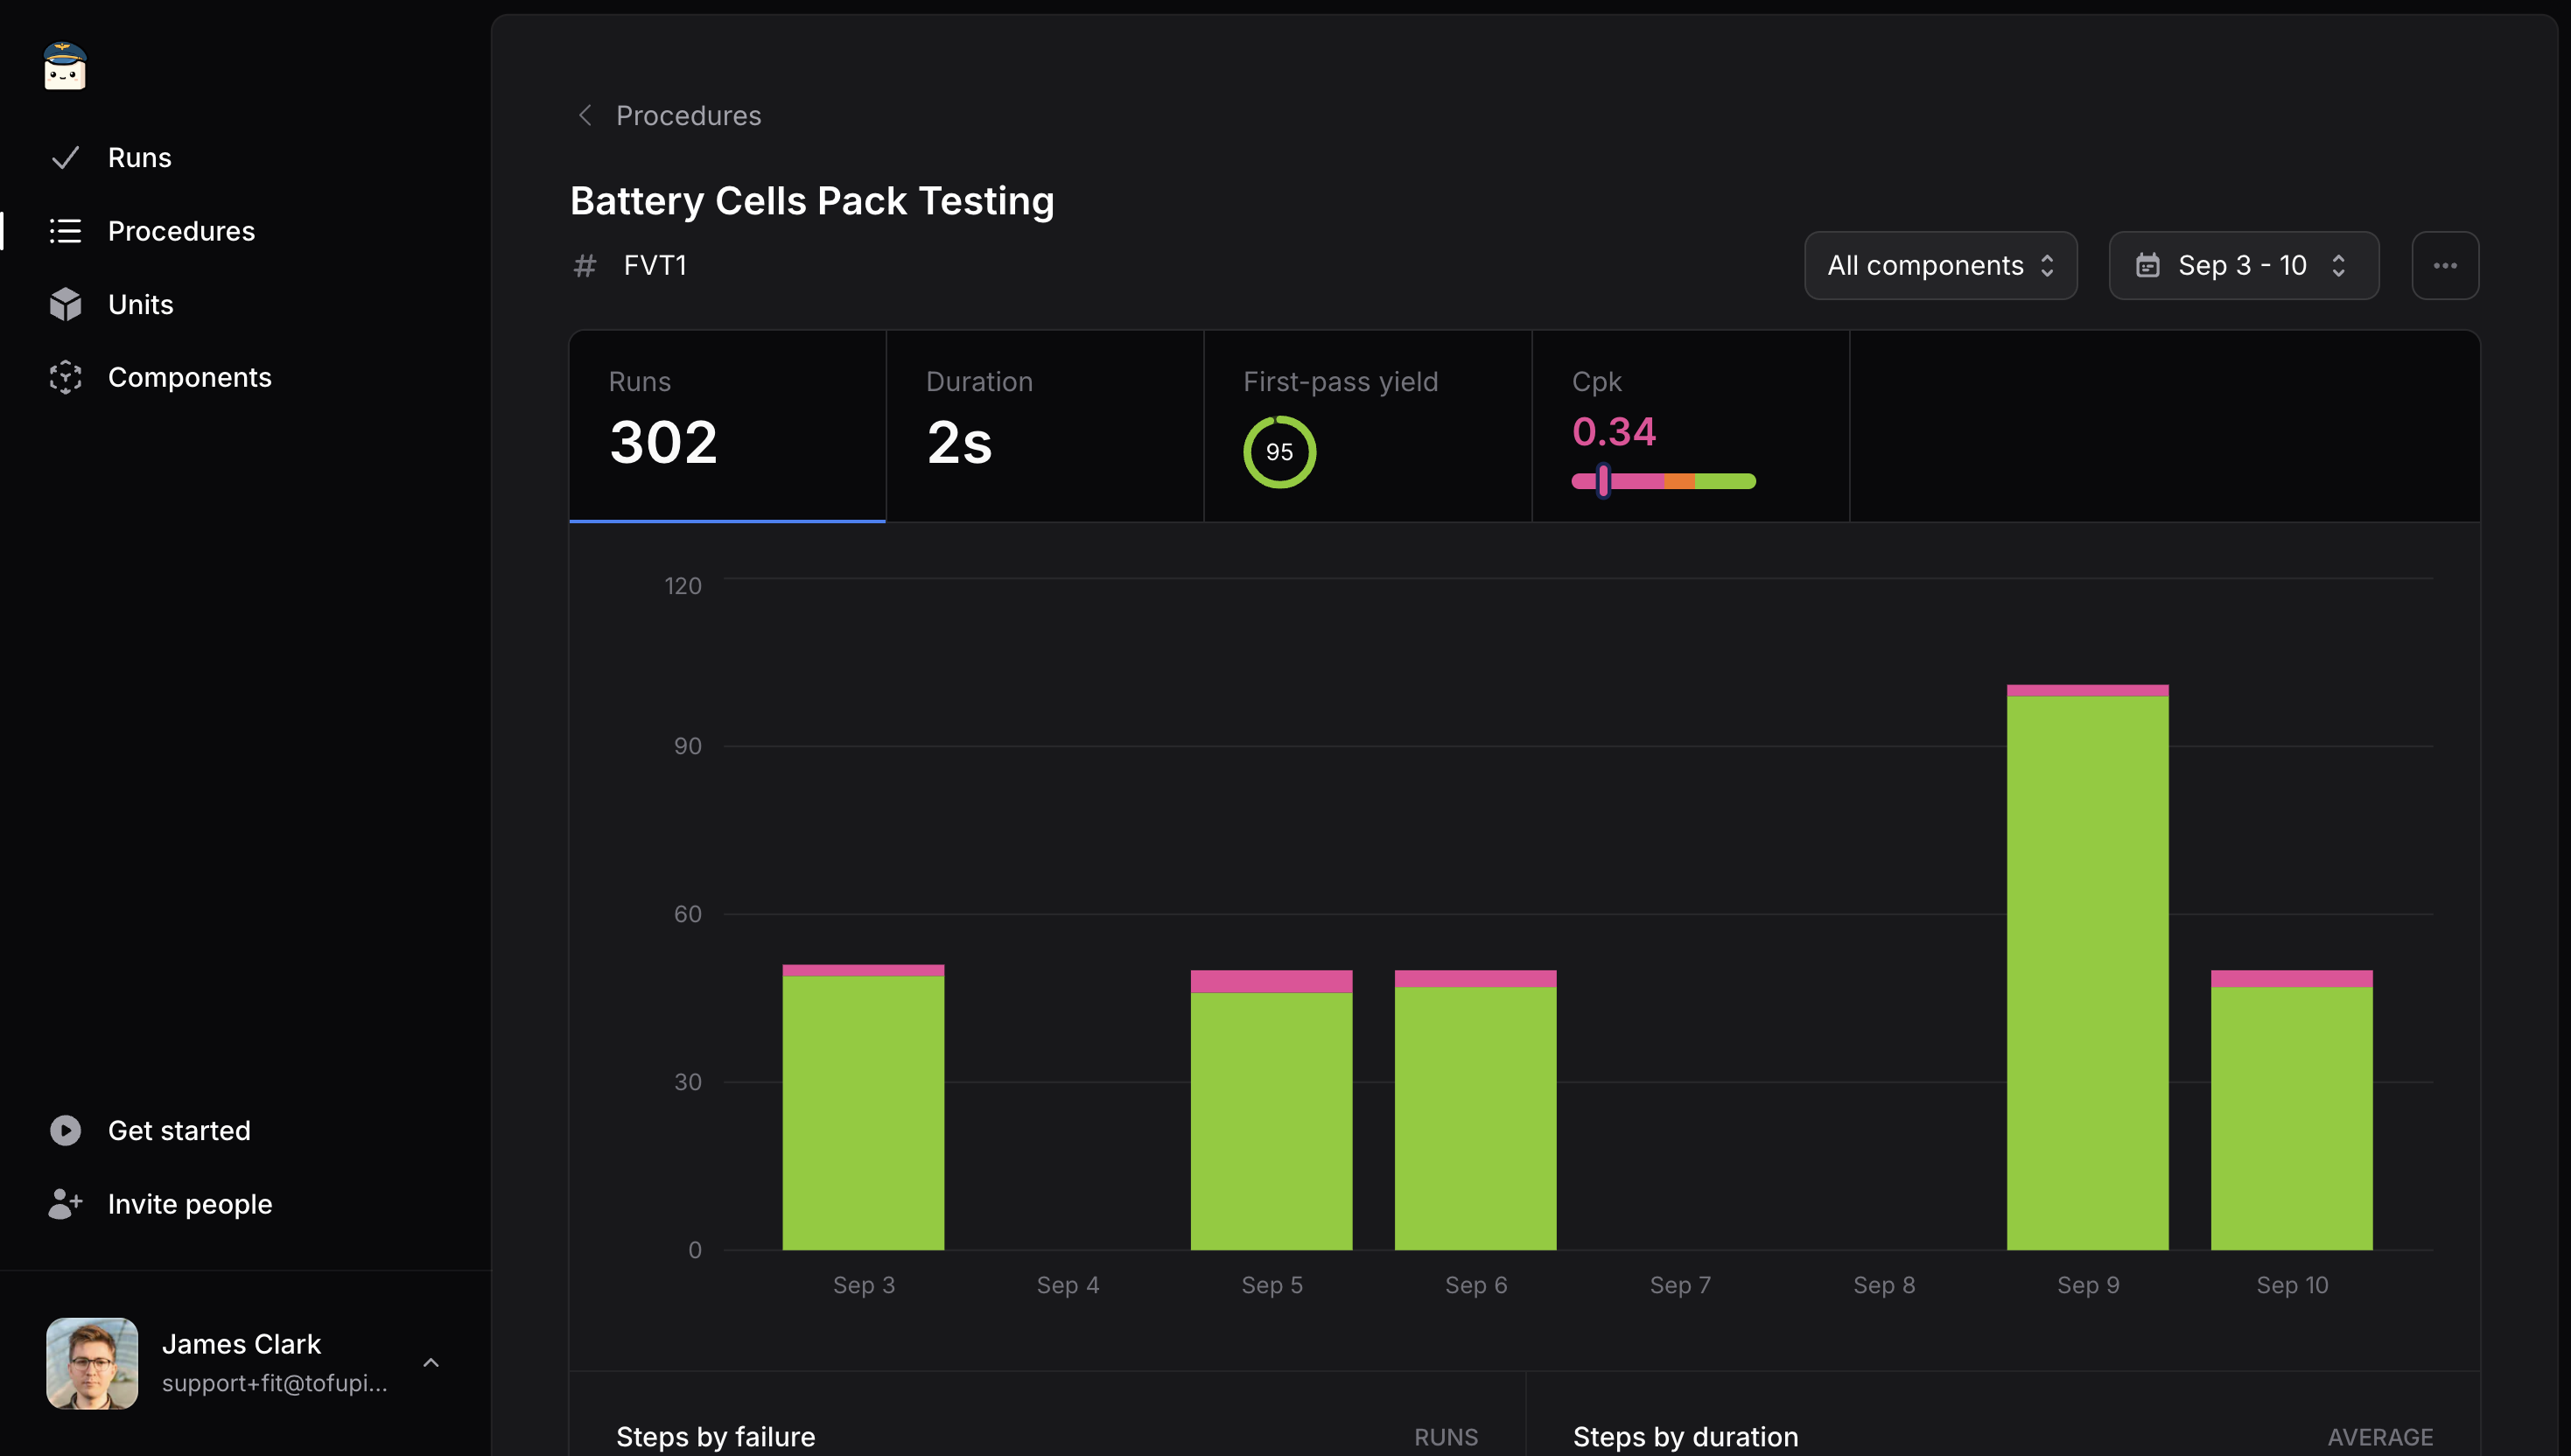 Runs
Procedures
Units
Components
Get started
Invite people
James Clark
support+fit@tofupi...
Procedures
Battery Cells Pack Testing
# FVT1
All components
Sep 3 - 10
Runs
302
Duration
2s
First-pass yield
95
Cpk
0.34
120
90
60
30
0
Sep 3 Sep 4 Sep 5 Sep 6 Sep 7 Sep 8 Sep 9 Sep 10
Steps by failure RUNS
Steps by duration AVERAGE